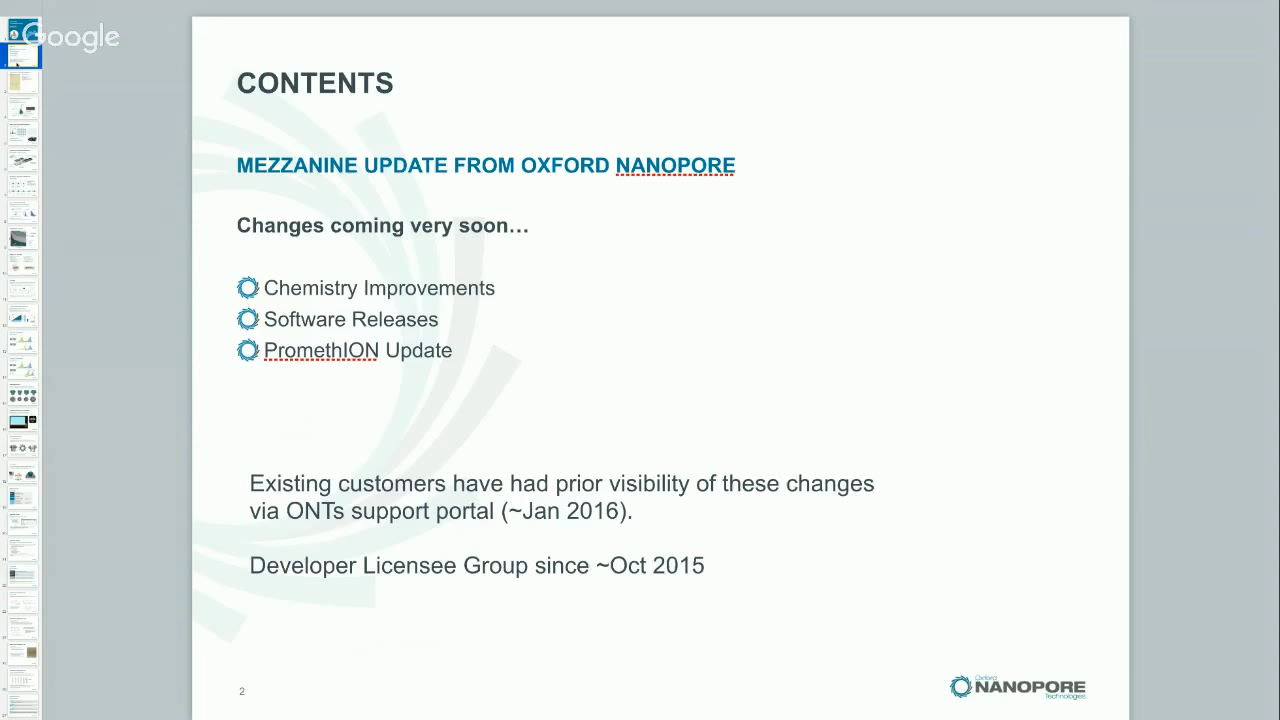 Google
CONTENTS
MEZZANINE UPDATE FROM OXFORD NANOPORE
Changes coming very soon…
Chemistry Improvements
Software Releases
PromethION Update
Existing customers have had prior visibility of these changes
via ONTs support portal (~Jan 2016).
Developer Licensee Group since ~Oct 2015
2
Oxford
NANOPORE
Technologies